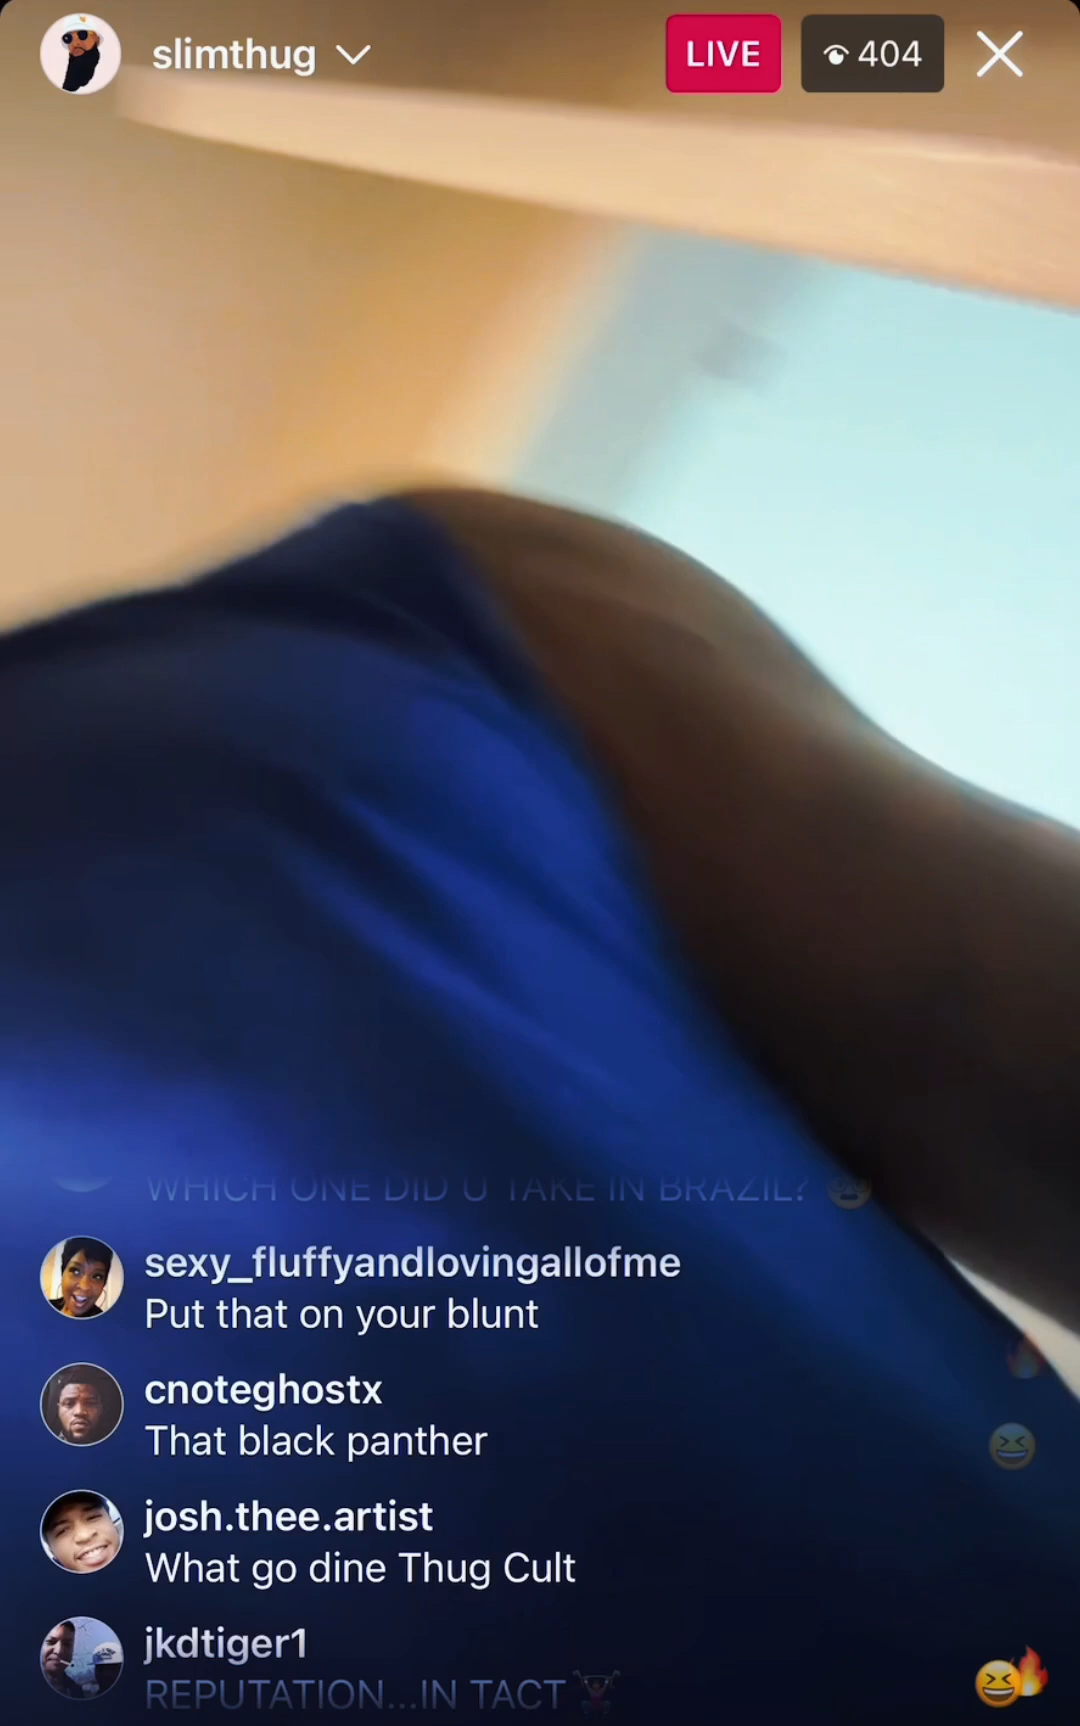 slimthug
LIVE
404
WHICH ONE DID U TAKE IN BRAZIL?
sexy_fluffyandlovingallofme
Put that on your blunt
cnoteghostx
That black panther
josh.thee.artist
What go dine Thug Cult
jkdtiger1
REPUTATION...IN TACT